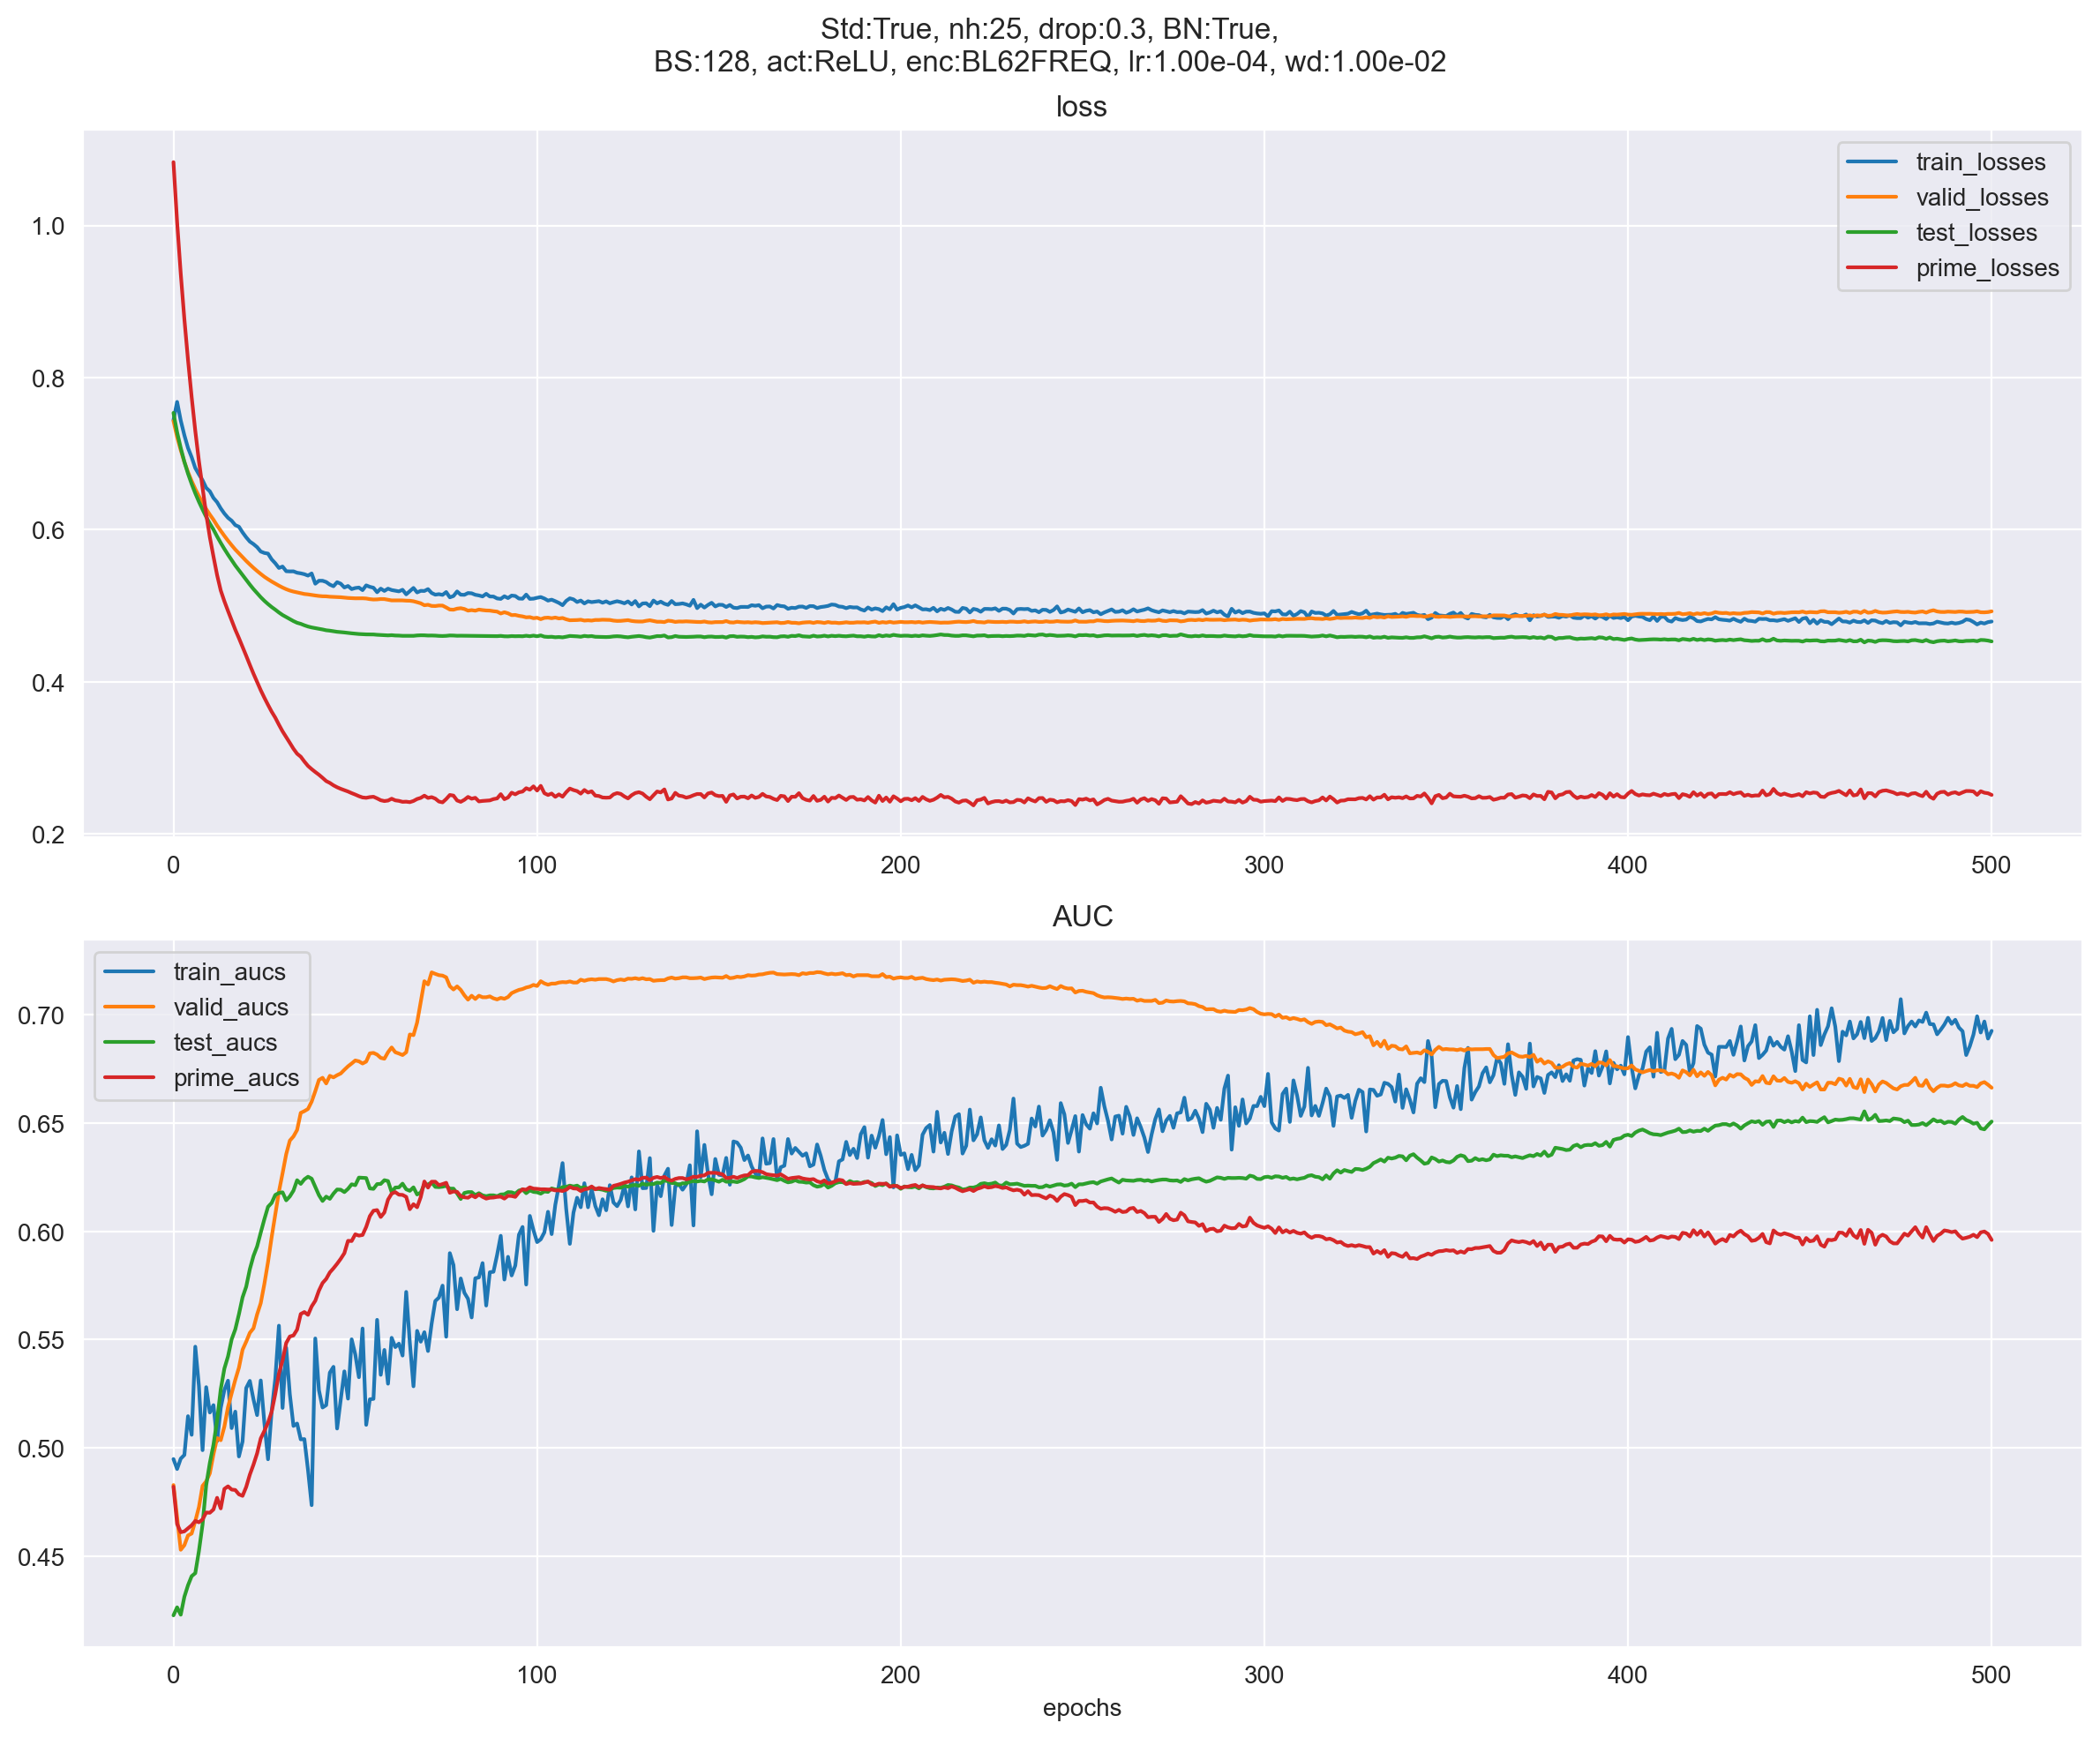 Std:True, nh:25, drop:0.3, BN:True,
BS:128, act:ReLU, enc:BL62FREQ, lr:1.00e-04, wd:1.00e-02
loss
train_losses
valid_losses
test_losses
prime_losses
1.0
0.8
0.6
0.4
0.2
0 100 200 300 400 500
AUC
train_aucs
valid_aucs
test_aucs
prime_aucs
0.70
0.65
0.60
0.55
0.50
0.45
0 100 200 300 400 500
epochs